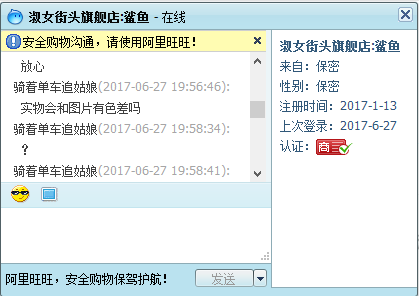 淑女街头旗舰店:鲨鱼 - 在线
安全购物沟通，请使用阿里旺旺！
放心
骑着单车追姑娘(2017-06-27 19:56:46):
实物会和图片有色差吗
骑着单车追姑娘(2017-06-27 19:58:34):
？
骑着单车追姑娘(2017-06-27 19:58:41):
阿里旺旺，安全购物保驾护航！
发送
淑女街头旗舰店:鲨鱼
来自：保密
性别：保密
注册时间：2017-1-13
上次登录：2017-6-27
认证：商三